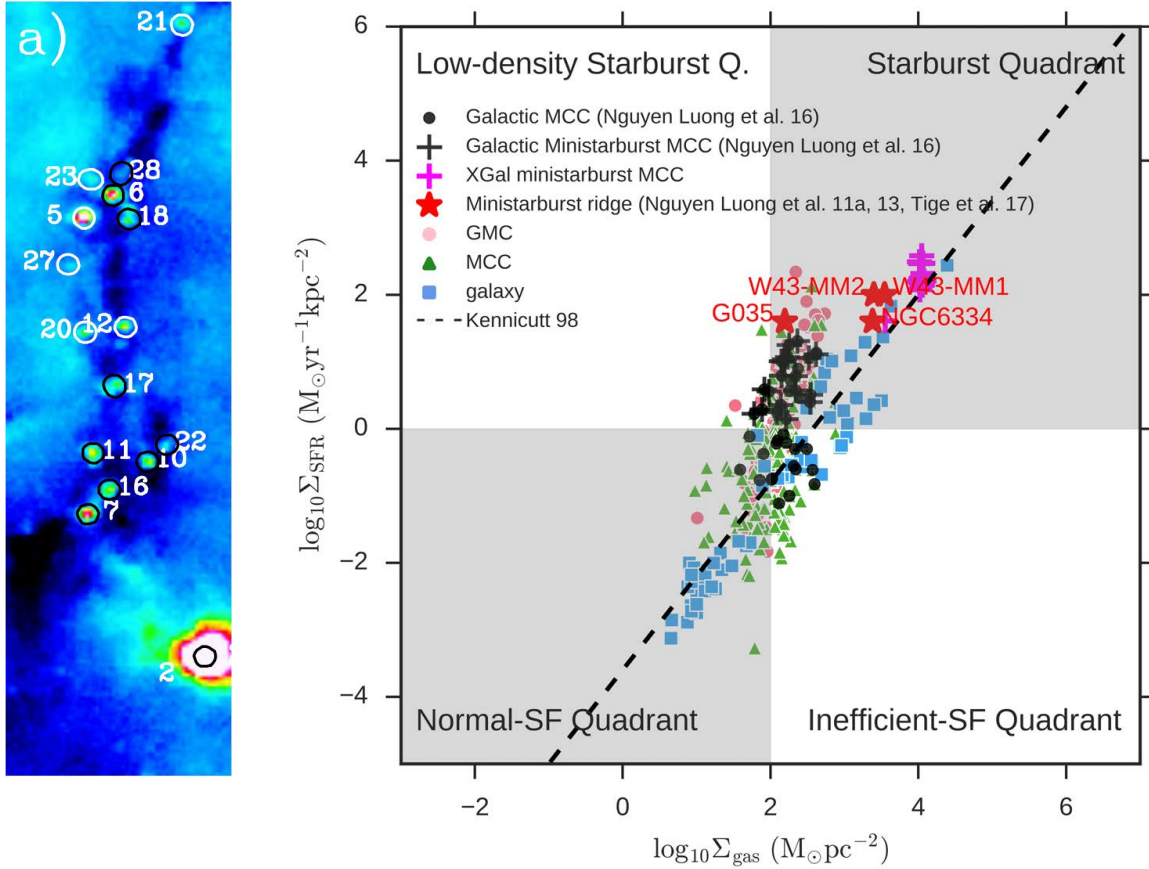 a)
21
23
28
6
5
18
27
12
20
17
11
22
10
16
7
2
6
4
2
0
−2
−4
log₁₀Σ_SFR (M⊙yr⁻¹kpc⁻²)
Low-density Starburst Q.
Starburst Quadrant
Galactic MCC (Nguyen Luong et al. 16)
Galactic Ministarburst MCC (Nguyen Luong et al. 16)
XGal ministarburst MCC
Ministarburst ridge (Nguyen Luong et al. 11a, 13, Tige et al. 17)
GMC
MCC
galaxy
Kennicutt 98
W43-MM2
W43-MM1
G035
NGC6334
Normal-SF Quadrant
Inefficient-SF Quadrant
−2
0
2
4
6
log₁₀Σ_gas (M⊙pc⁻²)